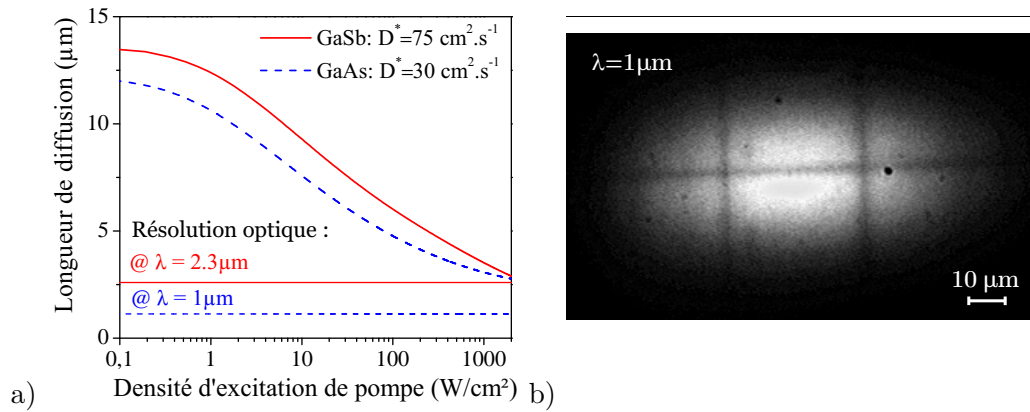 15
10
5
0
Longueur de diffusion (µm)
GaSb: D*=75 cm².s⁻¹
GaAs: D*=30 cm².s⁻¹
Résolution optique :
@ λ = 2.3µm
@ λ = 1µm
0,1 1 10 100 1000
Densité d'excitation de pompe (W/cm²)
a)
λ=1µm
10 µm
b)